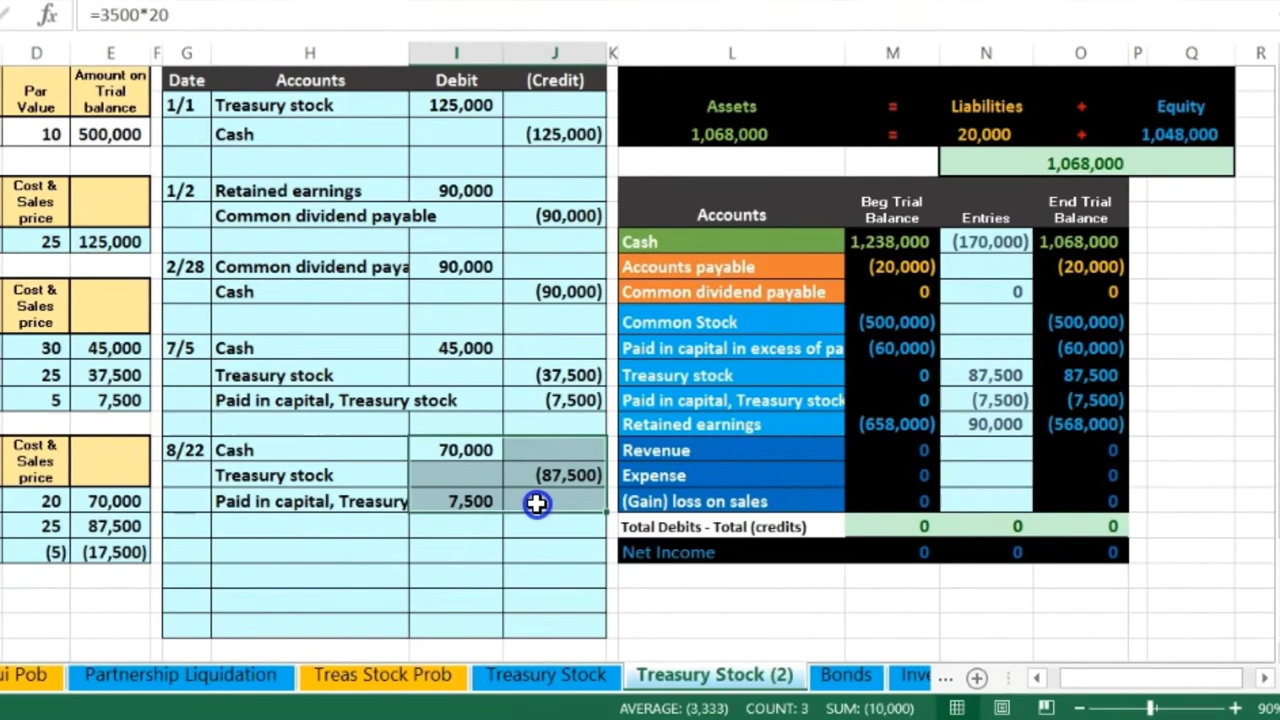 fx =3500*20
D E F G H I J K L M N O P Q R
Par Value Amount on Trial balance Date Accounts Debit (Credit)
10 500,000
1/1 Treasury stock 125,000
Cash (125,000)
1/2 Retained earnings 90,000
Common dividend payable (90,000)
Cost & Sales price
25 125,000
2/28 Common dividend paya 90,000
Cash (90,000)
Cost & Sales price
30 45,000 7/5 Cash 45,000
25 37,500 Treasury stock (37,500)
5 7,500 Paid in capital, Treasury stock (7,500)
Cost & Sales price
8/22 Cash 70,000
Treasury stock (87,500)
20 70,000 Paid in capital, Treasury 7,500
25 87,500
(5) (17,500)
Assets = Liabilities + Equity
1,068,000 = 20,000 + 1,048,000
1,068,000
Accounts Beg Trial Balance Entries End Trial Balance
Cash 1,238,000 (170,000) 1,068,000
Accounts payable (20,000) (20,000)
Common dividend payable 0 0 0
Common Stock (500,000) (500,000)
Paid in capital in excess of pa (60,000) (60,000)
Treasury stock 0 87,500 87,500
Paid in capital, Treasury stock 0 (7,500) (7,500)
Retained earnings (658,000) 90,000 (568,000)
Revenue 0 0
Expense 0 0
(Gain) loss on sales 0 0
Total Debits - Total (credits) 0 0 0
Net Income 0 0 0
ui Pob Partnership Liquidation Treas Stock Prob Treasury Stock Treasury Stock (2) Bonds Inve ...
AVERAGE: (3,333) COUNT: 3 SUM: (10,000) 90%